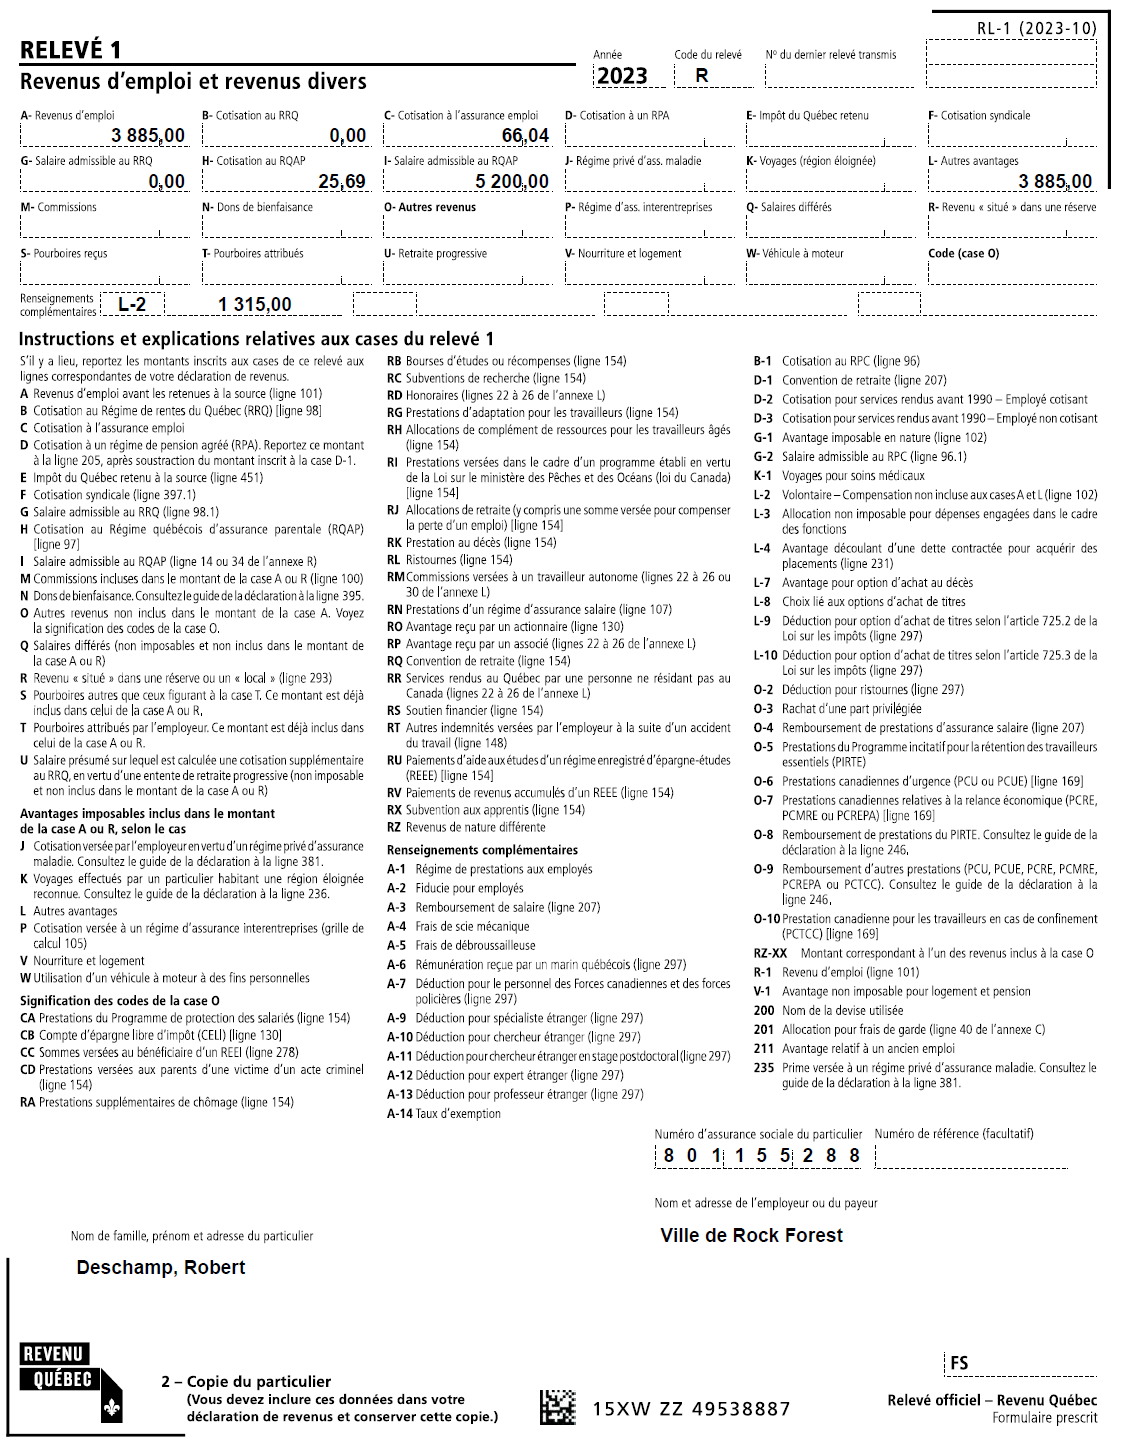 RL-1 (2023-10)
RELEVÉ 1
Revenus d'emploi et revenus divers
Année
Code du relevé
Nº du dernier relevé transmis
2023
R
A- Revenus d'emploi
B- Cotisation au RRQ
C- Cotisation à l'assurance emploi
D- Cotisation à un RPA
E- Impôt du Québec retenu
F- Cotisation syndicale
3 885,00
0,00
66,04
G- Salaire admissible au RRQ
H- Cotisation au RQAP
I- Salaire admissible au RQAP
J- Régime privé d'ass. maladie
K- Voyages (région éloignée)
L- Autres avantages
0,00
25,69
5 200,00
3 885,00
M- Commissions
N- Dons de bienfaisance
O- Autres revenus
P- Régime d'ass. interentreprises
Q- Salaires différés
R- Revenu « situé » dans une réserve
S- Pourboires reçus
T- Pourboires attribués
U- Retraite progressive
V- Nourriture et logement
W- Véhicule à moteur
Code (case O)
Renseignements
complémentaires
L-2
1 315,00
Instructions et explications relatives aux cases du relevé 1
S'il y a lieu, reportez les montants inscrits aux cases de ce relevé aux
lignes correspondantes de votre déclaration de revenus.
A Revenus d'emploi avant les retenues à la source (ligne 101)
B Cotisation au Régime de rentes du Québec (RRQ) [ligne 98]
C Cotisation à l'assurance emploi
D Cotisation à un régime de pension agréé (RPA). Reportez ce montant
à la ligne 205, après soustraction du montant inscrit à la case D-1.
E Impôt du Québec retenu à la source (ligne 451)
F Cotisation syndicale (ligne 397.1)
G Salaire admissible au RRQ (ligne 98.1)
H Cotisation au Régime québécois d'assurance parentale (RQAP)
[ligne 97]
I Salaire admissible au RQAP (ligne 14 ou 34 de l'annexe R)
M Commissions incluses dans le montant de la case A ou R (ligne 100)
N Dons de bienfaisance. Consultez le guide de la déclaration à la ligne 395.
O Autres revenus non inclus dans le montant de la case A. Voyez
la signification des codes de la case O.
Q Salaires différés (non imposables et non inclus dans le montant de
la case A ou R)
R Revenu « situé » dans une réserve ou un « local » (ligne 293)
S Pourboires autres que ceux figurant à la case T. Ce montant est déjà
inclus dans celui de la case A ou R.
T Pourboires attribués par l'employeur. Ce montant est déjà inclus dans
celui de la case A ou R.
U Salaire présumé sur lequel est calculée une cotisation supplémentaire
au RRQ, en vertu d'une entente de retraite progressive (non imposable
et non inclus dans le montant de la case A ou R)
Avantages imposables inclus dans le montant
de la case A ou R, selon le cas
J Cotisation versée par l'employeur en vertu d'un régime privé d'assurance
maladie. Consultez le guide de la déclaration à la ligne 381.
K Voyages effectués par un particulier habitant une région éloignée
reconnue. Consultez le guide de la déclaration à la ligne 236.
L Autres avantages
P Cotisation versée à un régime d'assurance interentreprises (grille de
calcul 105)
V Nourriture et logement
W Utilisation d'un véhicule à moteur à des fins personnelles
Signification des codes de la case O
CA Prestations du Programme de protection des salariés (ligne 154)
CB Compte d'épargne libre d'impôt (CELI) [ligne 130]
CC Sommes versées au bénéficiaire d'un REEI (ligne 278)
CD Prestations versées aux parents d'une victime d'un acte criminel
(ligne 154)
RA Prestations supplémentaires de chômage (ligne 154)
RB Bourses d'études ou récompenses (ligne 154)
RC Subventions de recherche (ligne 154)
RD Honoraires (lignes 22 à 26 de l'annexe L)
RG Prestations d'adaptation pour les travailleurs (ligne 154)
RH Allocations de complément de ressources pour les travailleurs âgés
(ligne 154)
RI Prestations versées dans le cadre d'un programme établi en vertu
de la Loi sur le ministère des Pêches et des Océans (loi du Canada)
[ligne 154]
RJ Allocations de retraite (y compris une somme versée pour compenser
la perte d'un emploi) [ligne 154]
RK Prestation au décès (ligne 154)
RL Ristournes (ligne 154)
RM Commissions versées à un travailleur autonome (lignes 22 à 26 ou
30 de l'annexe L)
RN Prestations d'un régime d'assurance salaire (ligne 107)
RO Avantage reçu par un actionnaire (ligne 130)
RP Avantage reçu par un associé (lignes 22 à 26 de l'annexe L)
RQ Convention de retraite (ligne 154)
RR Services rendus au Québec par une personne ne résidant pas au
Canada (lignes 22 à 26 de l'annexe L)
RS Soutien financier (ligne 154)
RT Autres indemnités versées par l'employeur à la suite d'un accident
du travail (ligne 148)
RU Paiements d'aide aux études d'un régime enregistré d'épargne-études
(REEE) [ligne 154]
RV Paiements de revenus accumulés d'un REEE (ligne 154)
RX Subvention aux apprentis (ligne 154)
RZ Revenus de nature différente
Renseignements complémentaires
A-1 Régime de prestations aux employés
A-2 Fiducie pour employés
A-3 Remboursement de salaire (ligne 207)
A-4 Frais de scie mécanique
A-5 Frais de débroussailleuse
A-6 Rémunération reçue par un marin québécois (ligne 297)
A-7 Déduction pour le personnel des Forces canadiennes et des forces
policières (ligne 297)
A-9 Déduction pour spécialiste étranger (ligne 297)
A-10 Déduction pour chercheur étranger (ligne 297)
A-11 Déduction pour chercheur étranger en stage postdoctoral (ligne 297)
A-12 Déduction pour expert étranger (ligne 297)
A-13 Déduction pour professeur étranger (ligne 297)
A-14 Taux d'exemption
B-1 Cotisation au RPC (ligne 96)
D-1 Convention de retraite (ligne 207)
D-2 Cotisation pour services rendus avant 1990 – Employé cotisant
D-3 Cotisation pour services rendus avant 1990 – Employé non cotisant
G-1 Avantage imposable en nature (ligne 102)
G-2 Salaire admissible au RPC (ligne 96.1)
K-1 Voyages pour soins médicaux
L-2 Volontaire – Compensation non incluse aux cases A et L (ligne 102)
L-3 Allocation non imposable pour dépenses engagées dans le cadre
des fonctions
L-4 Avantage découlant d'une dette contractée pour acquérir des
placements (ligne 231)
L-7 Avantage pour option d'achat au décès
L-8 Choix lié aux options d'achat de titres
L-9 Déduction pour option d'achat de titres selon l'article 725.2 de la
Loi sur les impôts (ligne 297)
L-10 Déduction pour option d'achat de titres selon l'article 725.3 de la
Loi sur les impôts (ligne 297)
O-2 Déduction pour ristournes (ligne 297)
O-3 Rachat d'une part privilégiée
O-4 Remboursement de prestations d'assurance salaire (ligne 207)
O-5 Prestations du Programme incitatif pour la rétention des travailleurs
essentiels (PIRTE)
O-6 Prestations canadiennes d'urgence (PCU ou PCUE) [ligne 169]
O-7 Prestations canadiennes relatives à la relance économique (PCRE,
PCMRE ou PCREPA) [ligne 169]
O-8 Remboursement de prestations du PIRTE. Consultez le guide de la
déclaration à la ligne 246.
O-9 Remboursement d'autres prestations (PCU, PCUE, PCRE, PCMRE,
PCREPA ou PCTCC). Consultez le guide de la déclaration à la
ligne 246.
O-10 Prestation canadienne pour les travailleurs en cas de confinement
(PCTCC) [ligne 169]
RZ-XX Montant correspondant à l'un des revenus inclus à la case O
R-1 Revenu d'emploi (ligne 101)
V-1 Avantage non imposable pour logement et pension
200 Nom de la devise utilisée
201 Allocation pour frais de garde (ligne 40 de l'annexe C)
211 Avantage relatif à un ancien emploi
235 Prime versée à un régime privé d'assurance maladie. Consultez le
guide de la déclaration à la ligne 381.
Numéro d'assurance sociale du particulier
Numéro de référence (facultatif)
8 0 1 1 5 5 2 8 8
Nom et adresse de l'employeur ou du payeur
Ville de Rock Forest
Nom de famille, prénom et adresse du particulier
Deschamp, Robert
REVENU
QUÉBEC
2 – Copie du particulier
(Vous devez inclure ces données dans votre
déclaration de revenus et conserver cette copie.)
15XW ZZ 49538887
FS
Relevé officiel – Revenu Québec
Formulaire prescrit